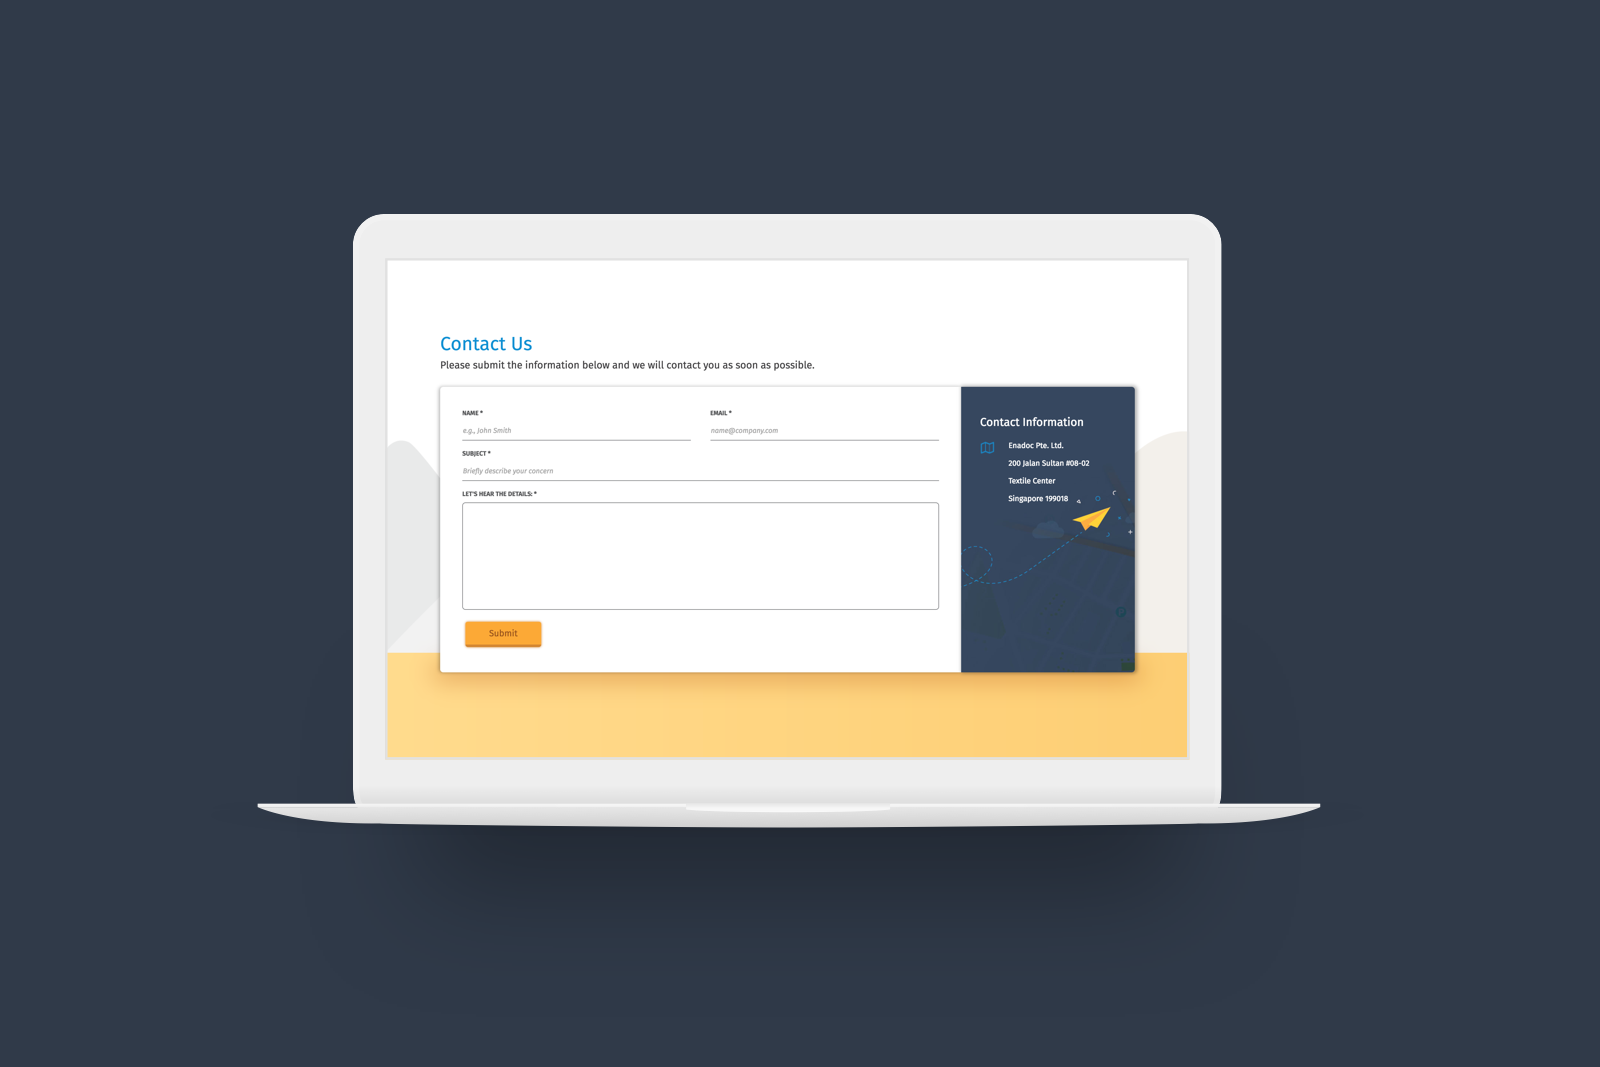 Contact Us
Please submit the information below and we will contact you as soon as possible.
NAME * EMAIL *
e.g., John Smith name@company.com
SUBJECT *
Briefly describe your concern
LET'S HEAR THE DETAILS: *
Submit
Contact Information
Enadoc Pte. Ltd.
200 Jalan Sultan #08-02
Textile Center
Singapore 199018